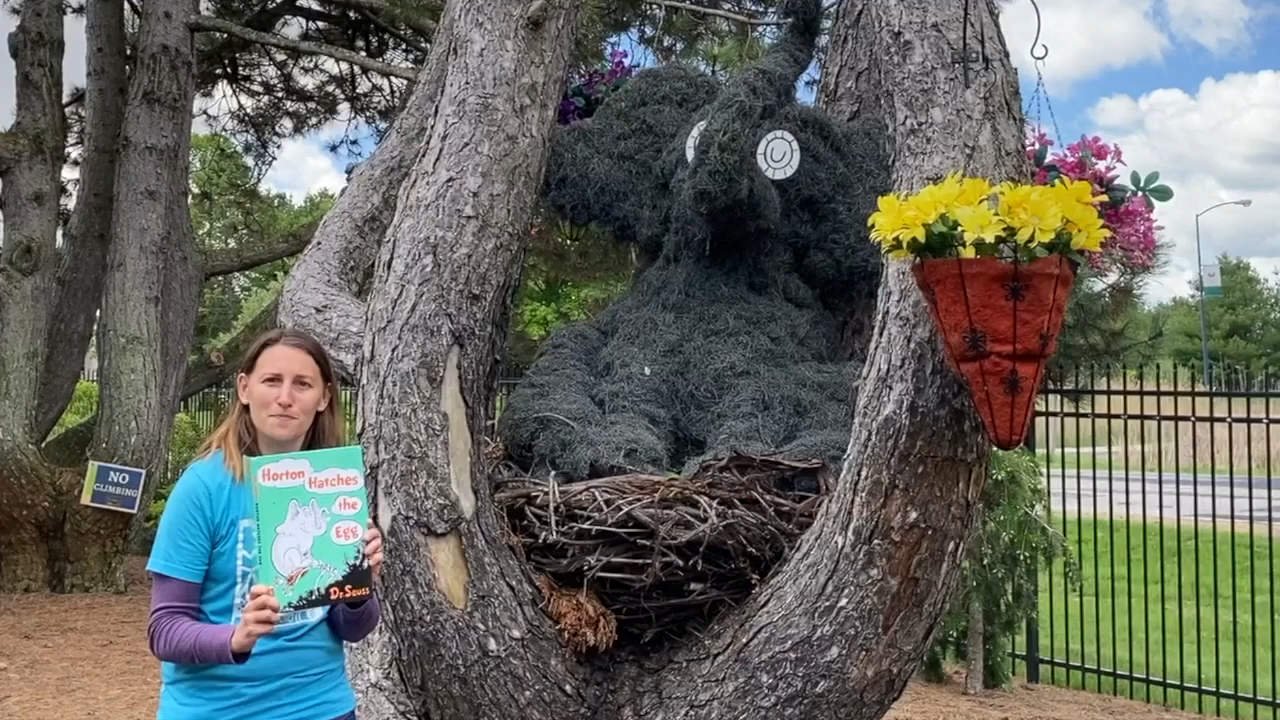 NO
CLIMBING
Horton
Hatches
the
Egg
Dr. Seuss